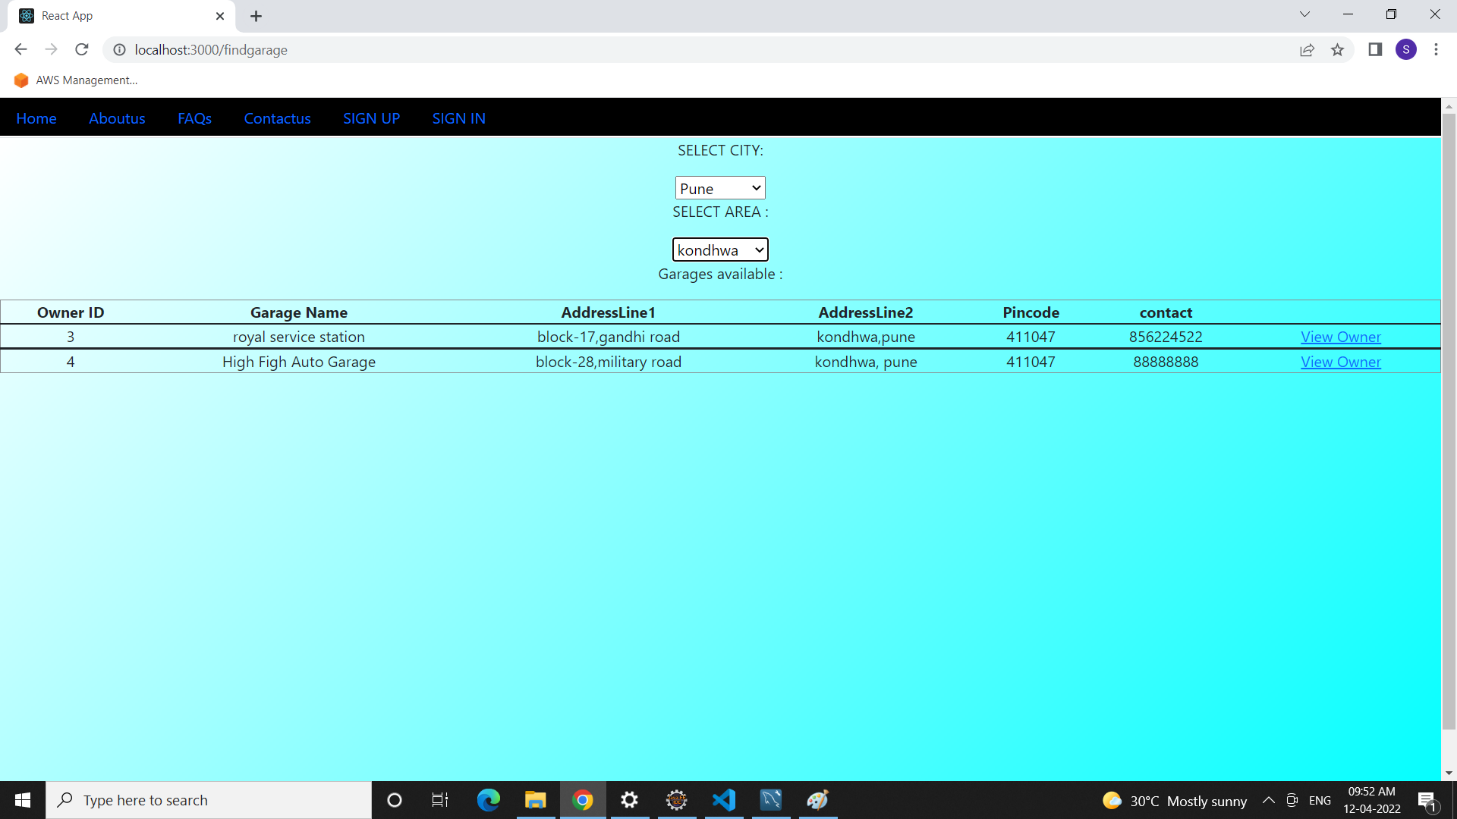 React App
localhost:3000/findgarage
S
AWS Management...
Home Aboutus FAQs Contactus SIGN UP SIGN IN
SELECT CITY:
Pune
SELECT AREA :
kondhwa
Garages available :
Owner ID Garage Name AddressLine1 AddressLine2 Pincode contact
3 royal service station block-17,gandhi road kondhwa,pune 411047 856224522 View Owner
4 High Figh Auto Garage block-28,military road kondhwa, pune 411047 88888888 View Owner
Type here to search
30°C Mostly sunny
ENG
09:52 AM
12-04-2022
1